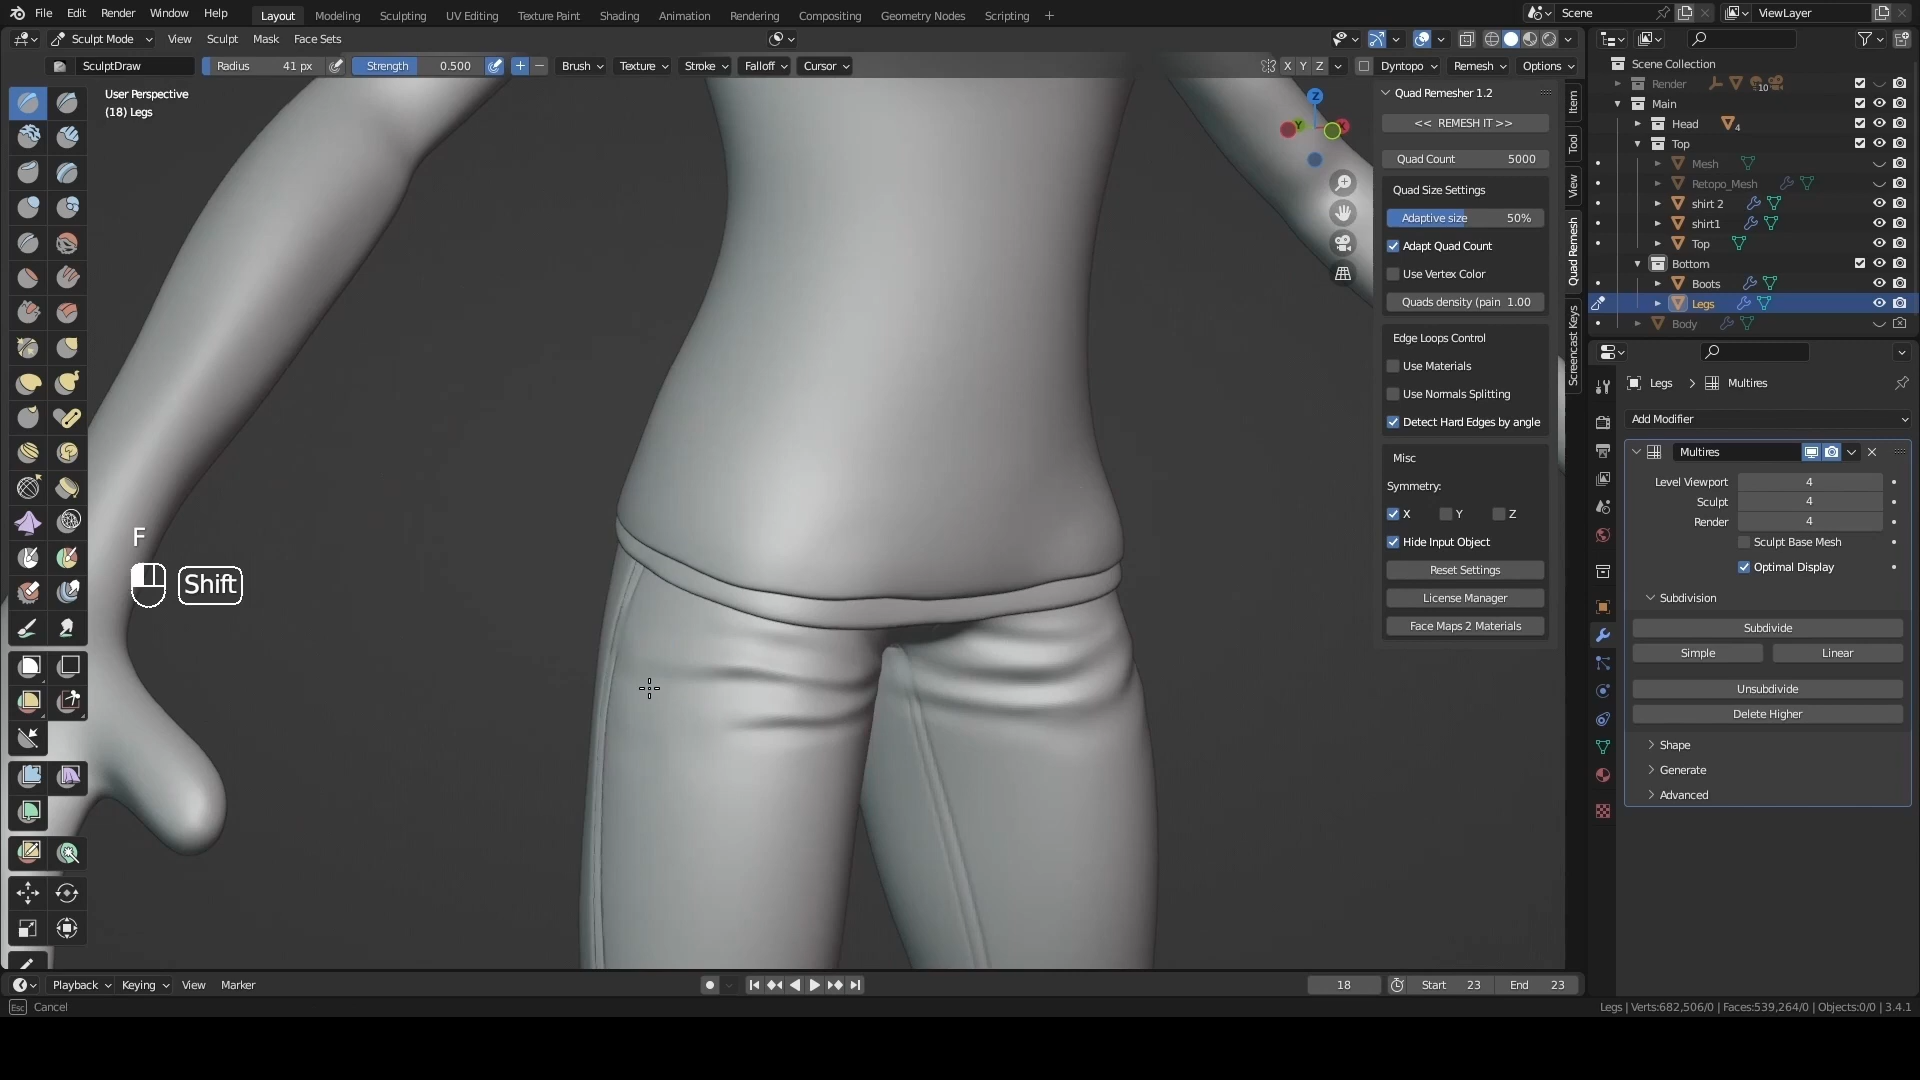 File Edit Render Window Help Layout Modeling Sculpting UV Editing Texture Paint Shading Animation Rendering Compositing Geometry Nodes Scripting + Scene ViewLayer
Sculpt Mode View Sculpt Mask Face Sets
SculptDraw Radius 41 px Strength 0.500 Brush Texture Stroke Falloff Cursor X Y Z Dyntopo Remesh Options
User Perspective
(18) Legs
F
Shift
Z
Quad Remesher 1.2
<< REMESH IT >>
Quad Count 5000
Quad Size Settings
Adaptive size 50%
Adapt Quad Count
Use Vertex Color
Quads density (pain 1.00
Edge Loops Control
Use Materials
Use Normals Splitting
Detect Hard Edges by angle
Misc
Symmetry:
X Y Z
Hide Input Object
Reset Settings
License Manager
Face Maps 2 Materials
Item
Tool
View
Quad Remesh
Screencast Keys
Scene Collection
Render 10
Main
Head 4
Top
Mesh
Retopo_Mesh
shirt 2
shirt1
Top
Bottom
Boots
Legs
Body
Legs > Multires
Add Modifier
Multires
Level Viewport 4
Sculpt 4
Render 4
Sculpt Base Mesh
Optimal Display
Subdivision
Subdivide
Simple Linear
Unsubdivide
Delete Higher
Shape
Generate
Advanced
Playback Keying View Marker 18 Start 23 End 23
Esc Cancel Legs | Verts:682,506/0 | Faces:539,264/0 | Objects:0/0 | 3.4.1